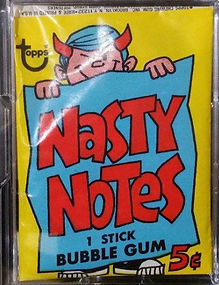 topps
NASTY
NOTES
1 STICK
BUBBLE GUM
5¢